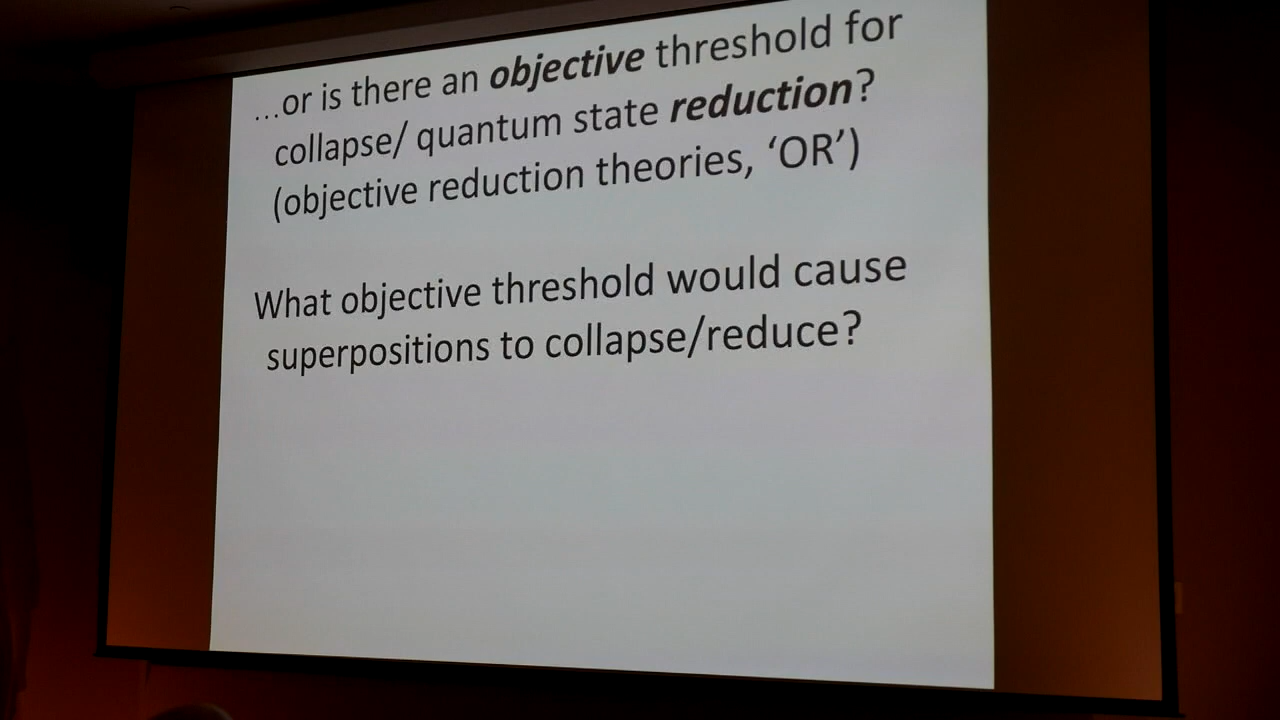 …or is there an objective threshold for
collapse/ quantum state reduction?
(objective reduction theories, ‘OR’)
What objective threshold would cause
superpositions to collapse/reduce?